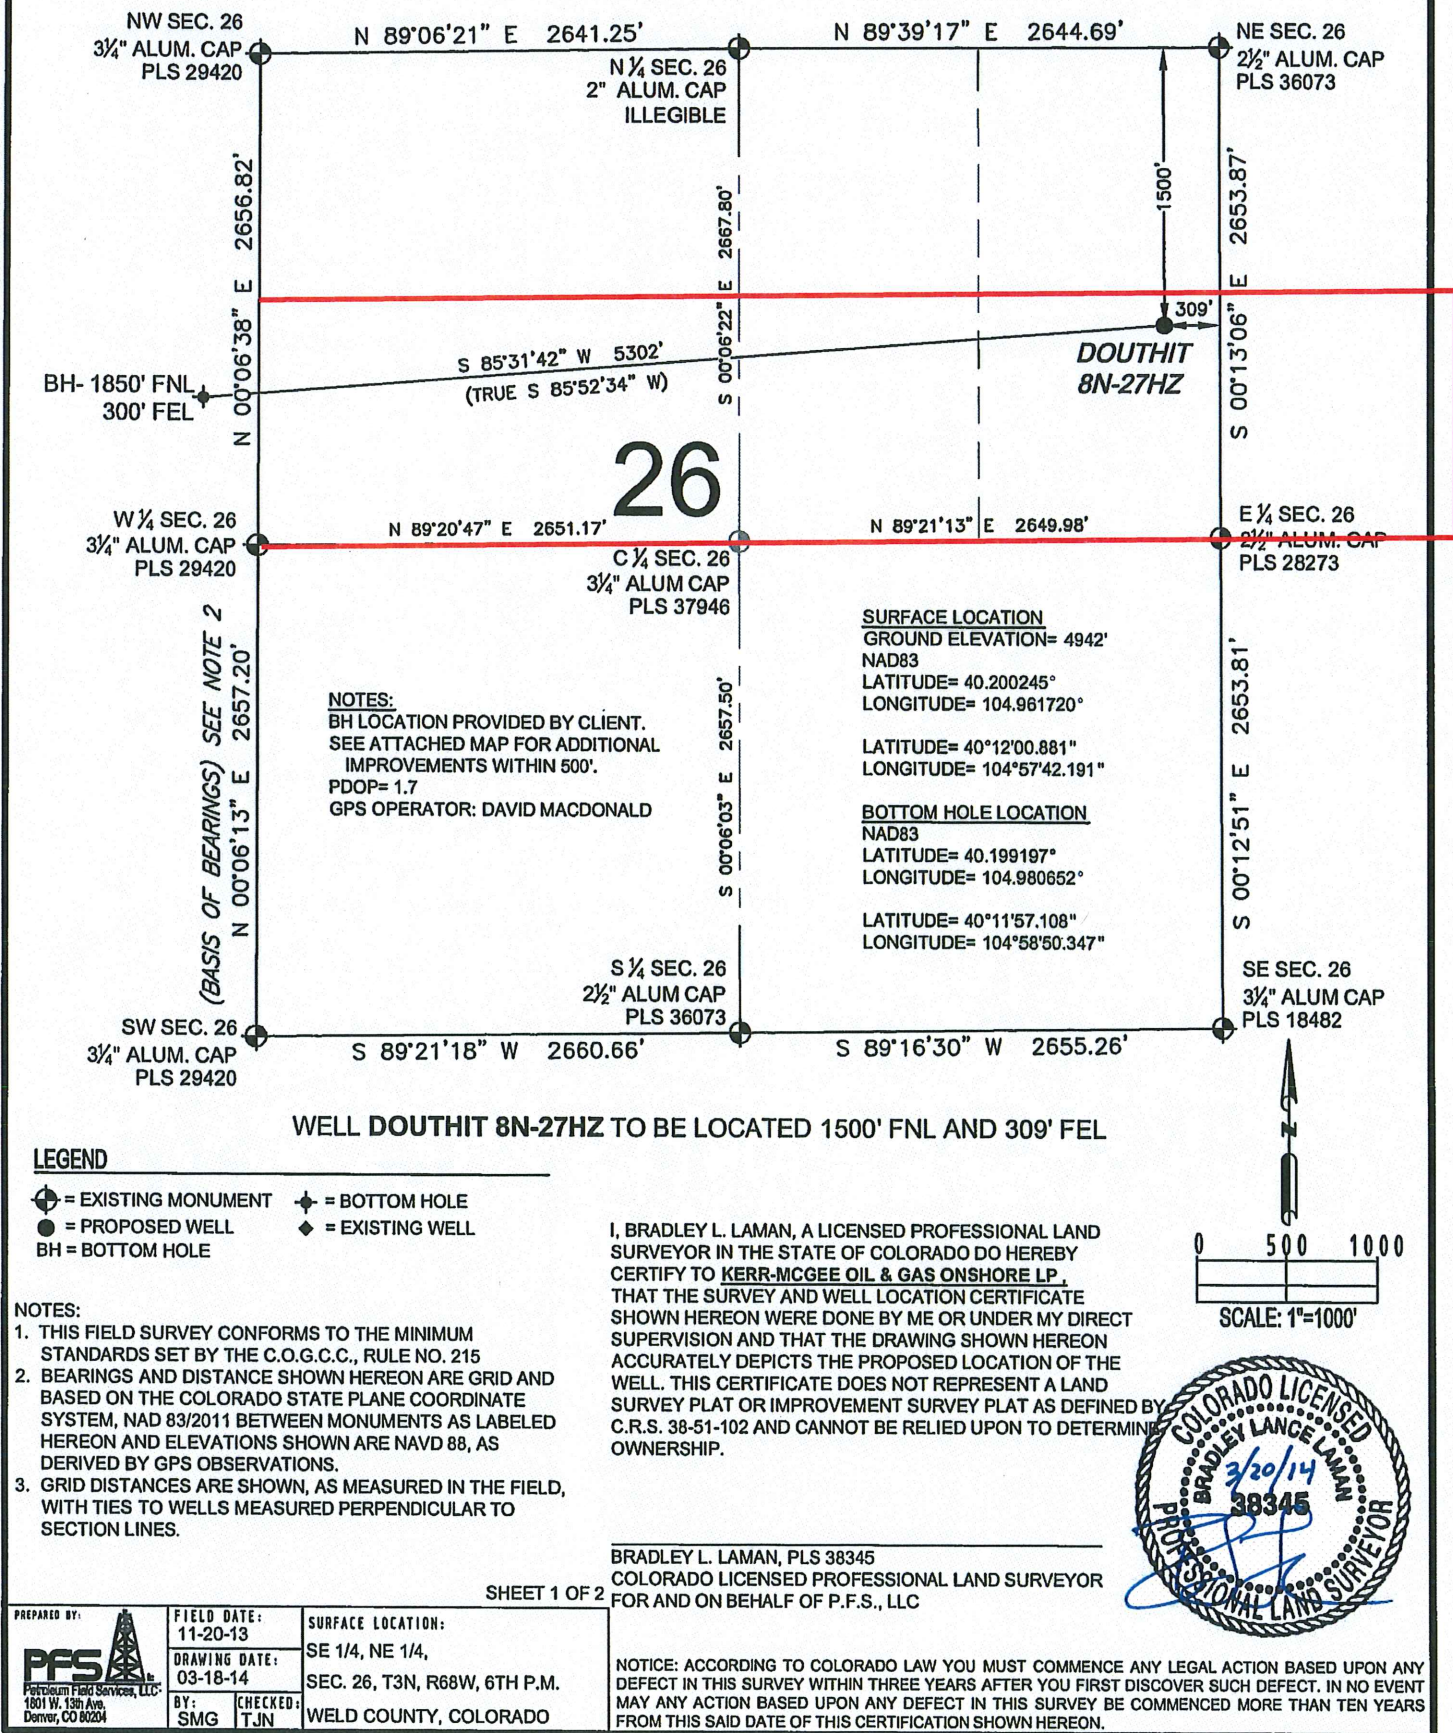 NW SEC. 26
3¼" ALUM. CAP
PLS 29420
N 89°06'21" E 2641.25'
N 89°39'17" E 2644.69'
NE SEC. 26
2½" ALUM. CAP
PLS 36073
N ¼ SEC. 26
2" ALUM. CAP
ILLEGIBLE
N 00°06'38" E 2656.82'
S 00°06'22" E 2667.80'
1500'
S 00°13'06" E 2653.87'
309'
DOUTHIT
8N-27HZ
S 85°31'42" W 5302'
(TRUE S 85°52'34" W)
BH- 1850' FNL
300' FEL
26
W ¼ SEC. 26
3¼" ALUM. CAP
PLS 29420
N 89°20'47" E 2651.17'
N 89°21'13" E 2649.98'
E ¼ SEC. 26
2½" ALUM. CAP
PLS 28273
C ¼ SEC. 26
3¼" ALUM CAP
PLS 37946
(BASIS OF BEARINGS) SEE NOTE 2
N 00°06'13" E 2657.20'
NOTES:
BH LOCATION PROVIDED BY CLIENT.
SEE ATTACHED MAP FOR ADDITIONAL
IMPROVEMENTS WITHIN 500'.
PDOP= 1.7
GPS OPERATOR: DAVID MACDONALD
S 00°06'03" E 2657.50'
SURFACE LOCATION
GROUND ELEVATION= 4942'
NAD83
LATITUDE= 40.200245°
LONGITUDE= 104.961720°
LATITUDE= 40°12'00.881"
LONGITUDE= 104°57'42.191"
BOTTOM HOLE LOCATION
NAD83
LATITUDE= 40.199197°
LONGITUDE= 104.980652°
LATITUDE= 40°11'57.108"
LONGITUDE= 104°58'50.347"
S 00°12'51" E 2653.81'
SW SEC. 26
3¼" ALUM. CAP
PLS 29420
S ¼ SEC. 26
2½" ALUM CAP
PLS 36073
SE SEC. 26
3¼" ALUM CAP
PLS 18482
S 89°21'18" W 2660.66'
S 89°16'30" W 2655.26'
WELL DOUTHIT 8N-27HZ TO BE LOCATED 1500' FNL AND 309' FEL
N
LEGEND
= EXISTING MONUMENT = BOTTOM HOLE
= PROPOSED WELL = EXISTING WELL
BH = BOTTOM HOLE
0 500 1000
SCALE: 1"=1000'
I, BRADLEY L. LAMAN, A LICENSED PROFESSIONAL LAND
SURVEYOR IN THE STATE OF COLORADO DO HEREBY
CERTIFY TO KERR-MCGEE OIL & GAS ONSHORE LP,
THAT THE SURVEY AND WELL LOCATION CERTIFICATE
SHOWN HEREON WERE DONE BY ME OR UNDER MY DIRECT
SUPERVISION AND THAT THE DRAWING SHOWN HEREON
ACCURATELY DEPICTS THE PROPOSED LOCATION OF THE
WELL. THIS CERTIFICATE DOES NOT REPRESENT A LAND
SURVEY PLAT OR IMPROVEMENT SURVEY PLAT AS DEFINED BY
C.R.S. 38-51-102 AND CANNOT BE RELIED UPON TO DETERMINE
OWNERSHIP.
NOTES:
1. THIS FIELD SURVEY CONFORMS TO THE MINIMUM
STANDARDS SET BY THE C.O.G.C.C., RULE NO. 215
2. BEARINGS AND DISTANCE SHOWN HEREON ARE GRID AND
BASED ON THE COLORADO STATE PLANE COORDINATE
SYSTEM, NAD 83/2011 BETWEEN MONUMENTS AS LABELED
HEREON AND ELEVATIONS SHOWN ARE NAVD 88, AS
DERIVED BY GPS OBSERVATIONS.
3. GRID DISTANCES ARE SHOWN, AS MEASURED IN THE FIELD,
WITH TIES TO WELLS MEASURED PERPENDICULAR TO
SECTION LINES.
COLORADO LICENSED
BRADLEY LANCE LAMAN
3/20/14
38345
PROFESSIONAL LAND SURVEYOR
BRADLEY L. LAMAN, PLS 38345
COLORADO LICENSED PROFESSIONAL LAND SURVEYOR
FOR AND ON BEHALF OF P.F.S., LLC
SHEET 1 OF 2
PREPARED BY:
PFS
Petroleum Field Services, LLC
1801 W. 13th Ave.
Denver, CO 80204
FIELD DATE:
11-20-13
DRAWING DATE:
03-18-14
BY:
SMG
CHECKED:
TJN
SURFACE LOCATION:
SE 1/4, NE 1/4,
SEC. 26, T3N, R68W, 6TH P.M.
WELD COUNTY, COLORADO
NOTICE: ACCORDING TO COLORADO LAW YOU MUST COMMENCE ANY LEGAL ACTION BASED UPON ANY
DEFECT IN THIS SURVEY WITHIN THREE YEARS AFTER YOU FIRST DISCOVER SUCH DEFECT. IN NO EVENT
MAY ANY ACTION BASED UPON ANY DEFECT IN THIS SURVEY BE COMMENCED MORE THAN TEN YEARS
FROM THIS SAID DATE OF THIS CERTIFICATION SHOWN HEREON.